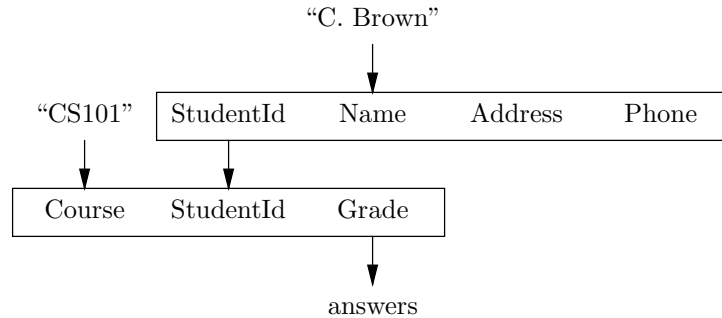 “C. Brown”
“CS101” StudentId Name Address Phone
Course StudentId Grade
answers